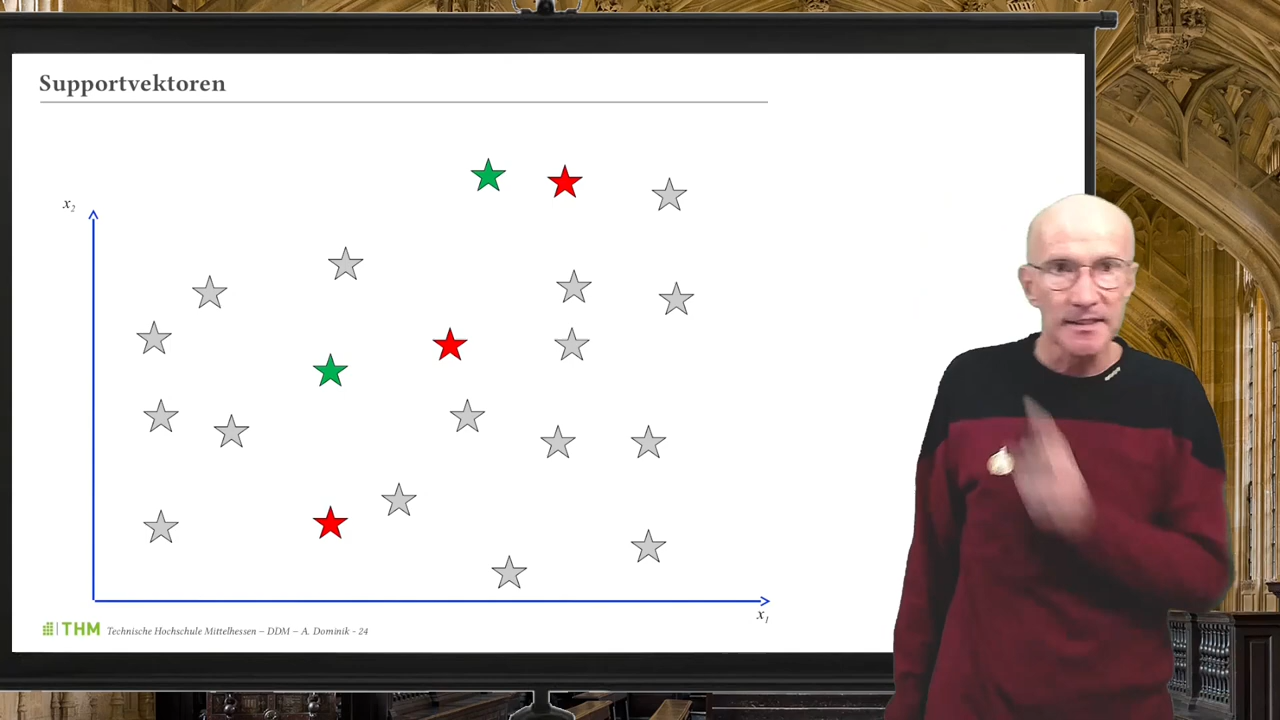 Supportvektoren
x₂
x₁
THM Technische Hochschule Mittelhessen – DDM – A. Dominik - 24